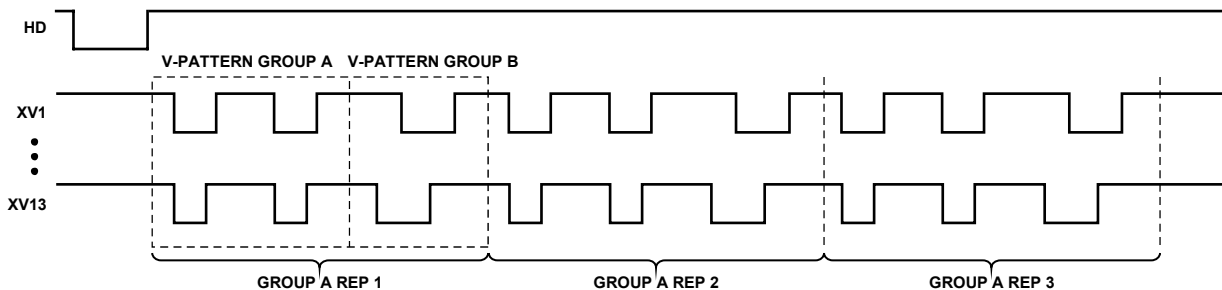 HD
V-PATTERN GROUP A V-PATTERN GROUP B
XV1
XV13
GROUP A REP 1 GROUP A REP 2 GROUP A REP 3